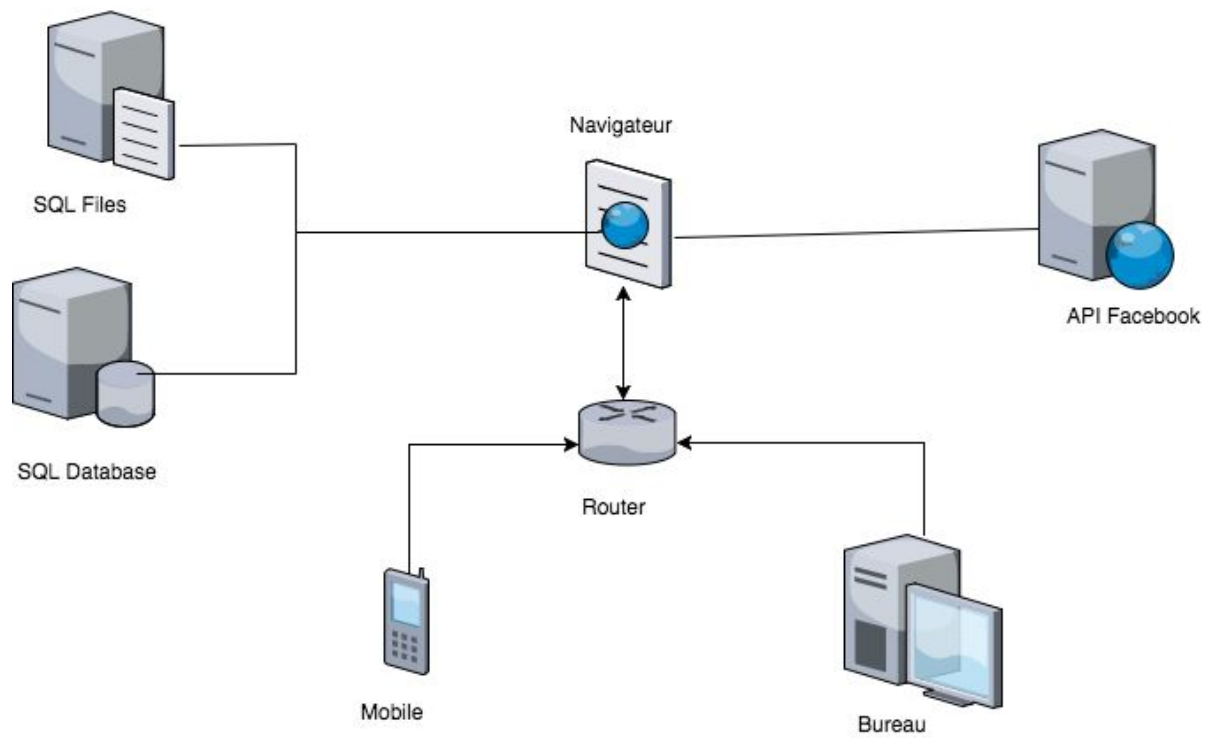 Navigateur
SQL Files
API Facebook
SQL Database
Router
Mobile
Bureau